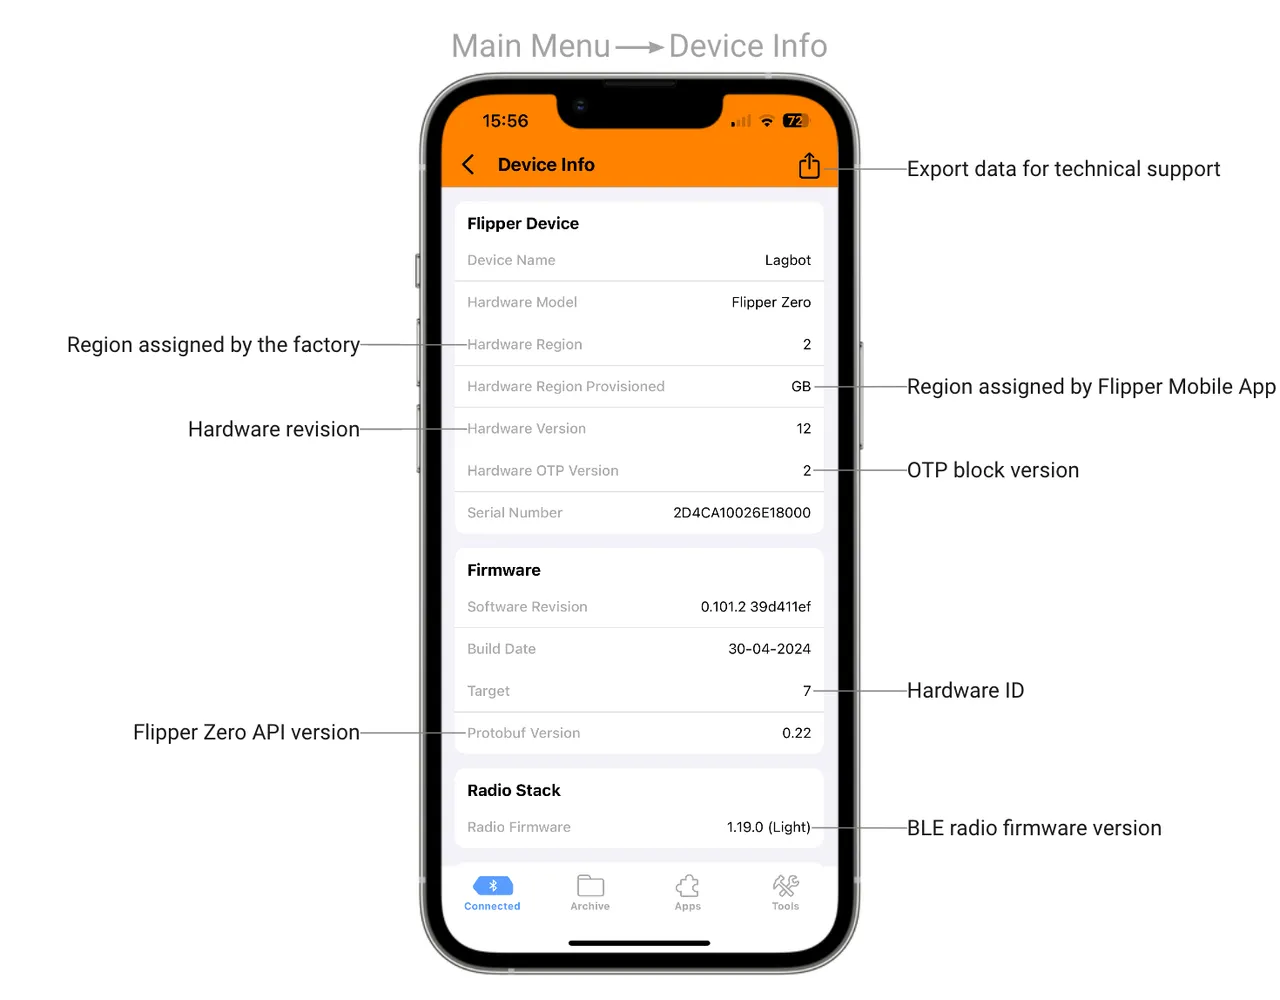 Main Menu → Device Info
15:56 72
Device Info
Export data for technical support
Flipper Device
Device Name Lagbot
Hardware Model Flipper Zero
Region assigned by the factory
Hardware Region 2
Hardware Region Provisioned GB
Region assigned by Flipper Mobile App
Hardware revision
Hardware Version 12
Hardware OTP Version 2
OTP block version
Serial Number 2D4CA10026E18000
Firmware
Software Revision 0.101.2 39d411ef
Build Date 30-04-2024
Target 7
Hardware ID
Flipper Zero API version
Protobuf Version 0.22
Radio Stack
Radio Firmware 1.19.0 (Light)
BLE radio firmware version
Connected Archive Apps Tools